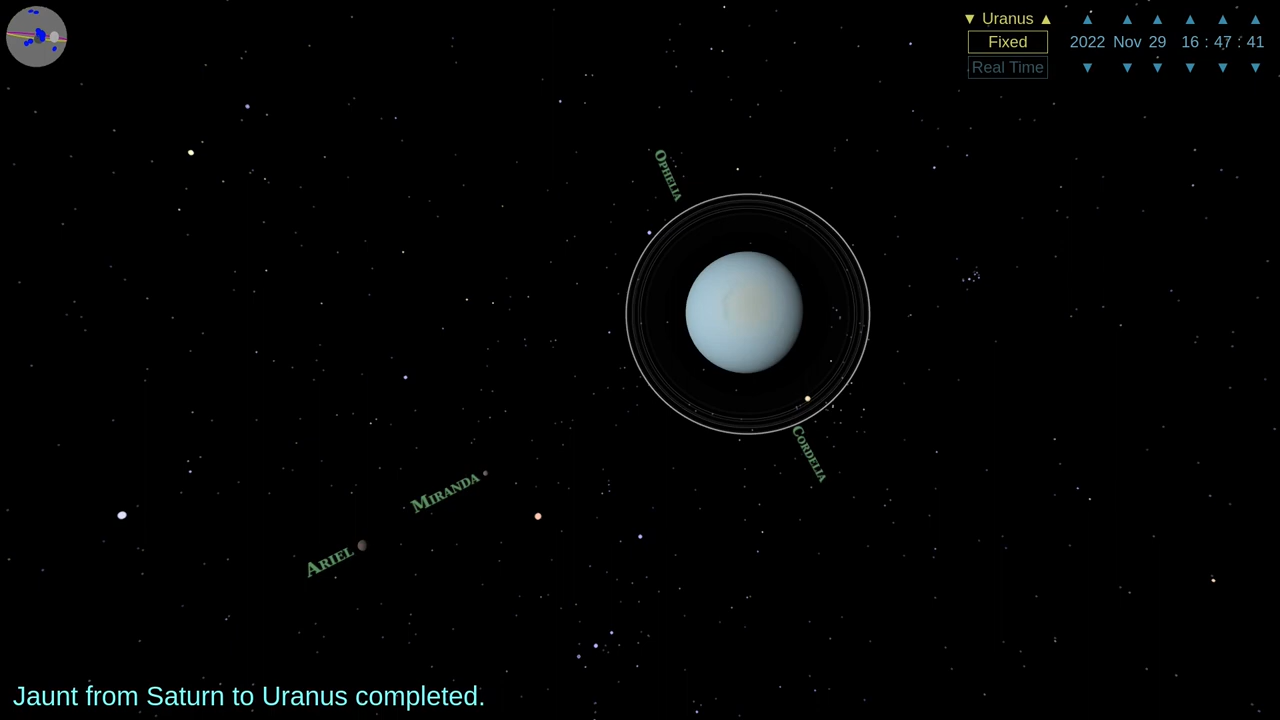 ▼ Uranus ▲
Fixed
Real Time
2022 Nov 29 16 : 47 : 41
OPHELIA
CORDELIA
MIRANDA
ARIEL
Jaunt from Saturn to Uranus completed.